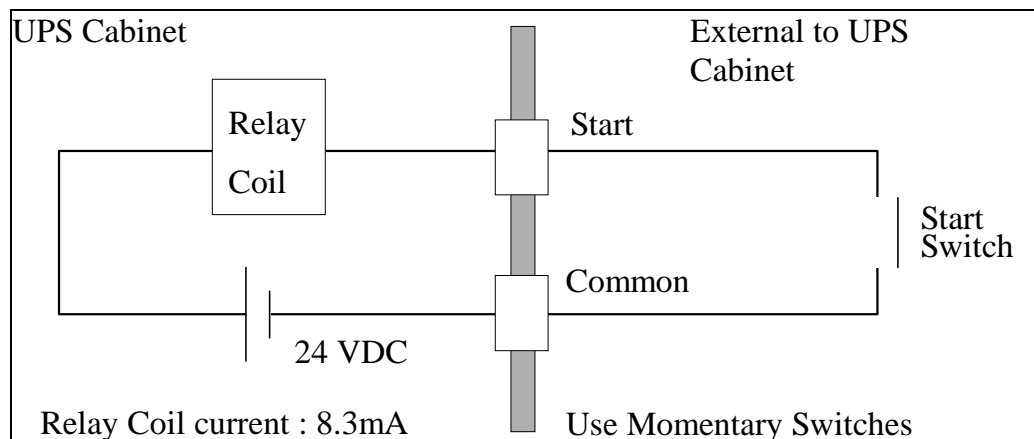 UPS Cabinet
External to UPS
Cabinet
Relay
Coil
Start
Start
Switch
Common
24 VDC
Relay Coil current : 8.3mA
Use Momentary Switches